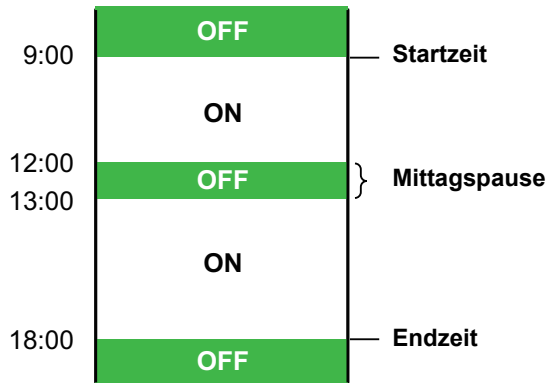 OFF
9:00
Startzeit
ON
12:00
OFF
Mittagspause
13:00
ON
18:00
Endzeit
OFF